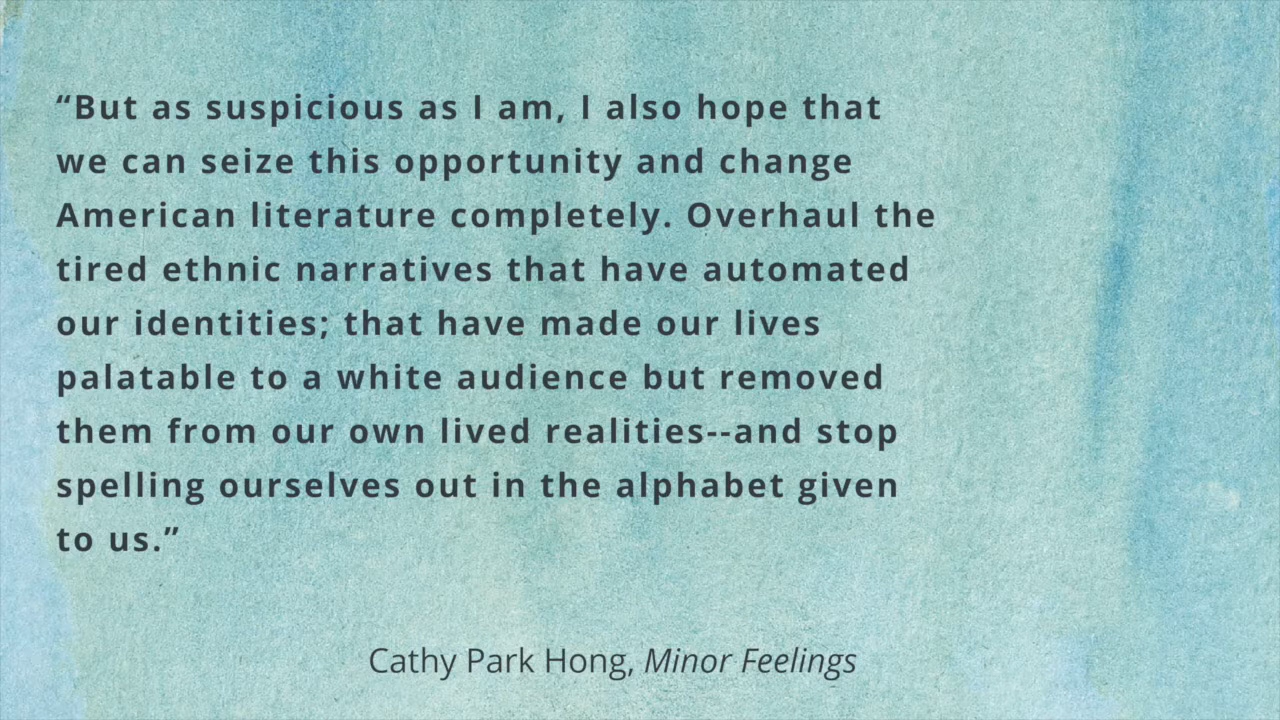 “But as suspicious as I am, I also hope that
we can seize this opportunity and change
American literature completely. Overhaul the
tired ethnic narratives that have automated
our identities; that have made our lives
palatable to a white audience but removed
them from our own lived realities--and stop
spelling ourselves out in the alphabet given
to us.”
Cathy Park Hong, Minor Feelings